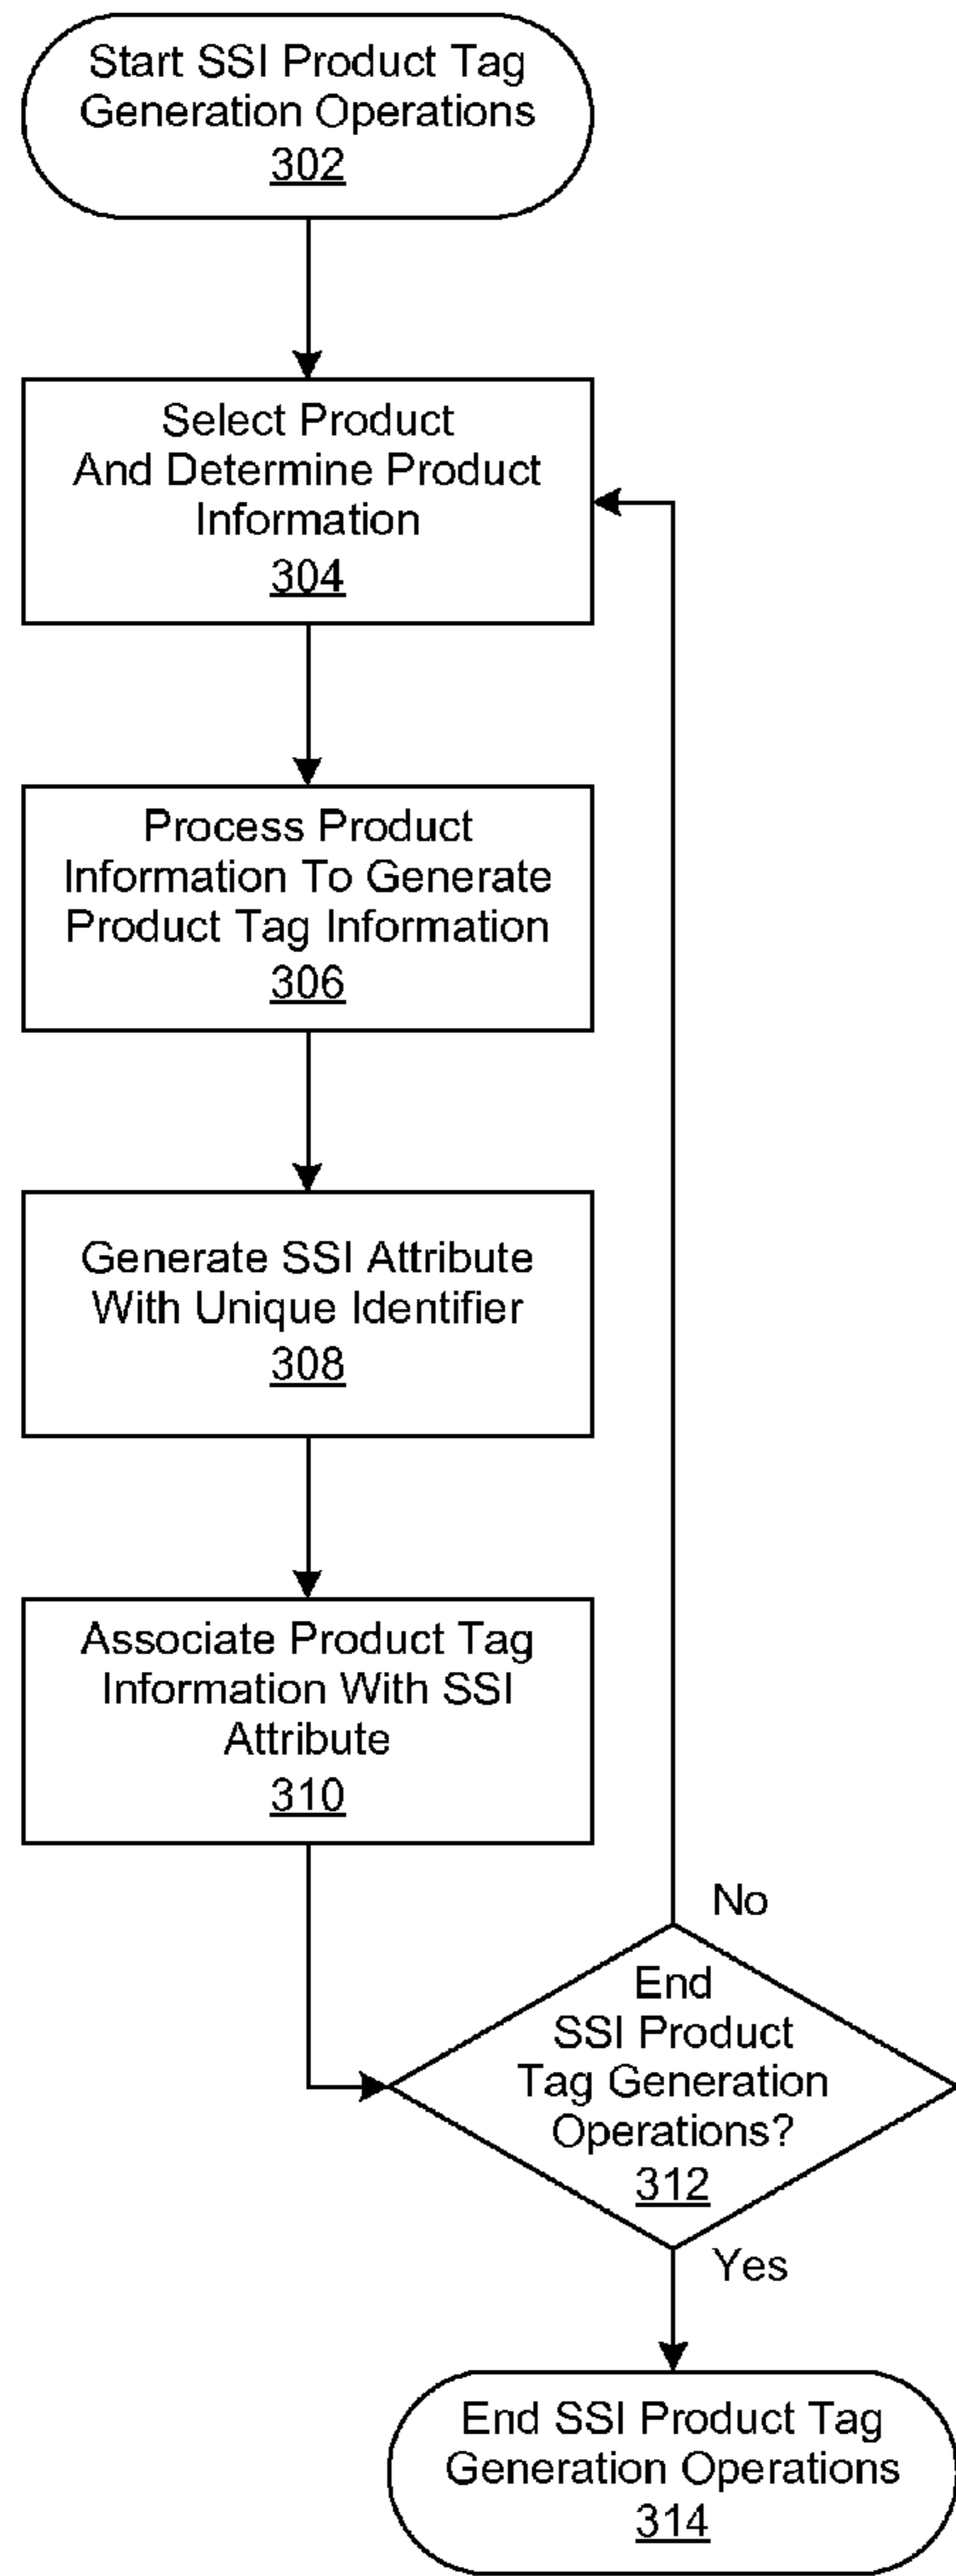 Start SSI Product Tag
Generation Operations
302
Select Product
And Determine Product
Information
304
Process Product
Information To Generate
Product Tag Information
306
Generate SSI Attribute
With Unique Identifier
308
Associate Product Tag
Information With SSI
Attribute
310
No
End
SSI Product
Tag Generation
Operations?
312
Yes
End SSI Product Tag
Generation Operations
314